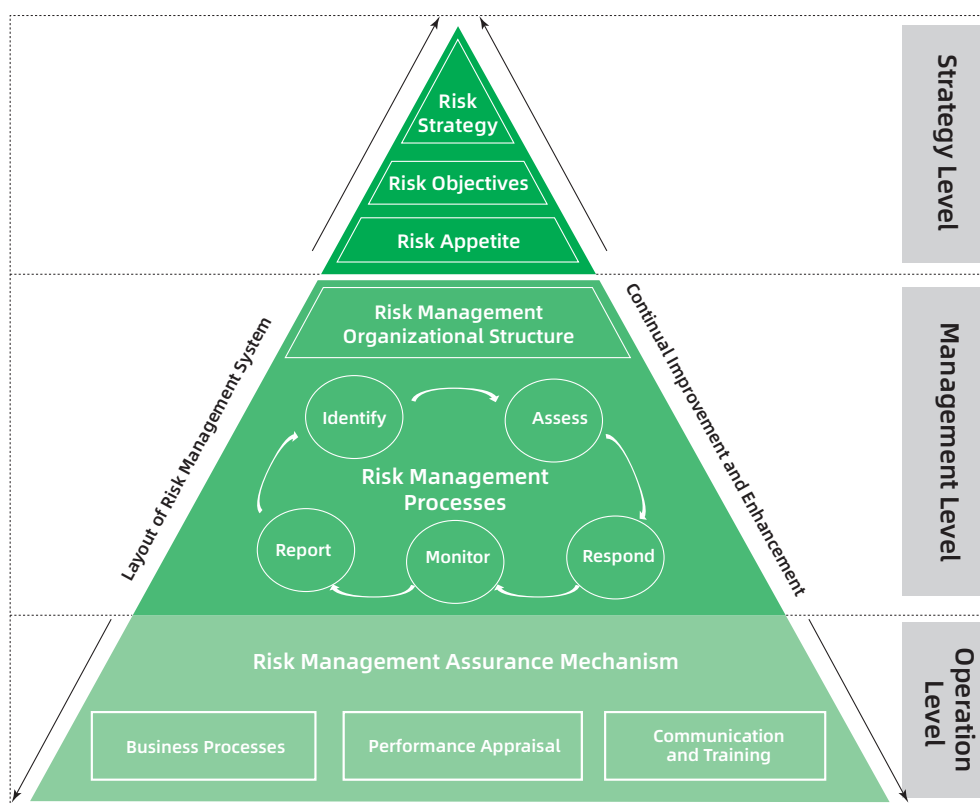 Risk
Strategy
Risk Objectives
Risk Appetite
Strategy Level
Risk Management
Organizational Structure
Identify
Assess
Risk Management
Processes
Report
Monitor
Respond
Layout of Risk Management System
Continual Improvement and Enhancement
Management Level
Risk Management Assurance Mechanism
Business Processes
Performance Appraisal
Communication
and Training
Operation
Level